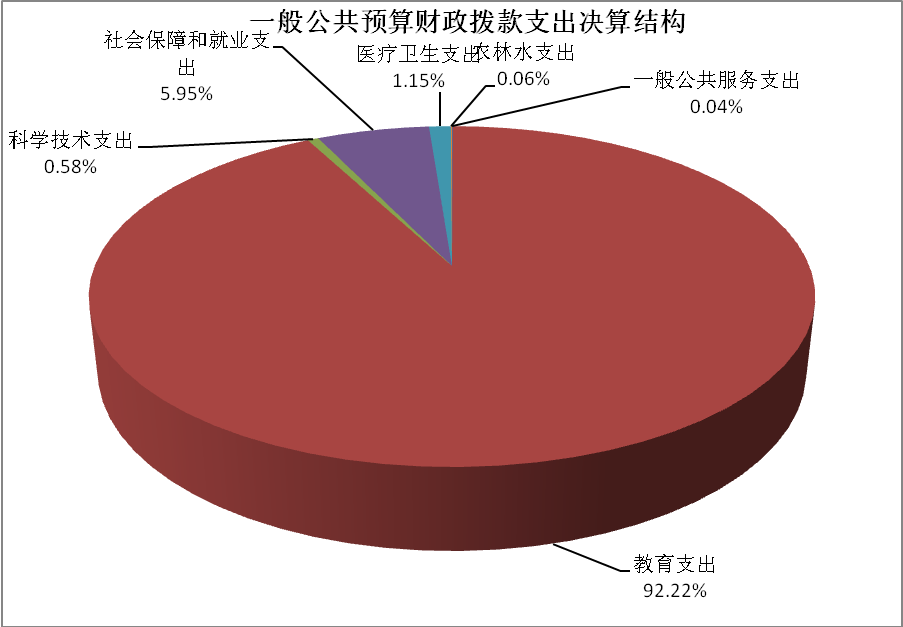 一般公共预算财政拨款支出决算结构
社会保障和就业支
出
5.95%
医疗卫生支出
1.15%
农林水支出
0.06%
一般公共服务支出
0.04%
科学技术支出
0.58%
教育支出
92.22%